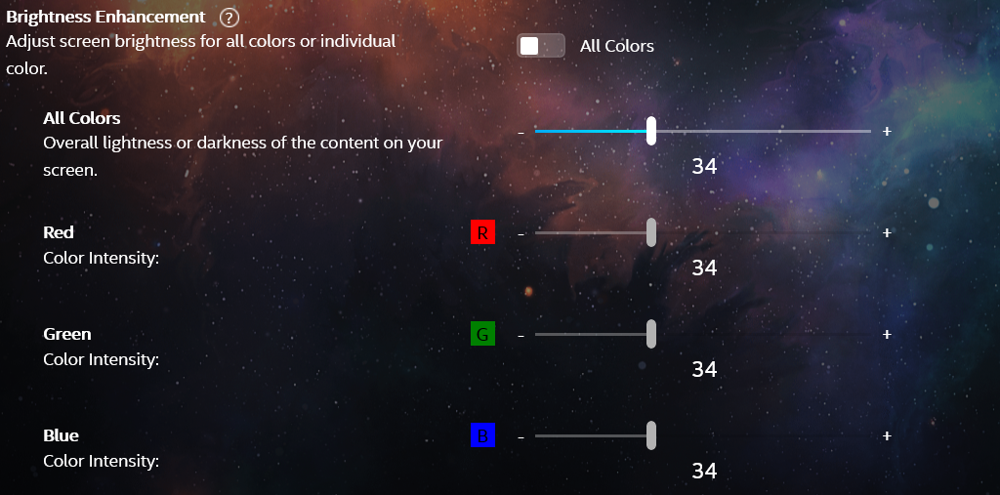 Brightness Enhancement ?
Adjust screen brightness for all colors or individual
color.
All Colors
All Colors
Overall lightness or darkness of the content on your
screen.
- +
34
Red
Color Intensity:
R - +
34
Green
Color Intensity:
G - +
34
Blue
Color Intensity:
B - +
34